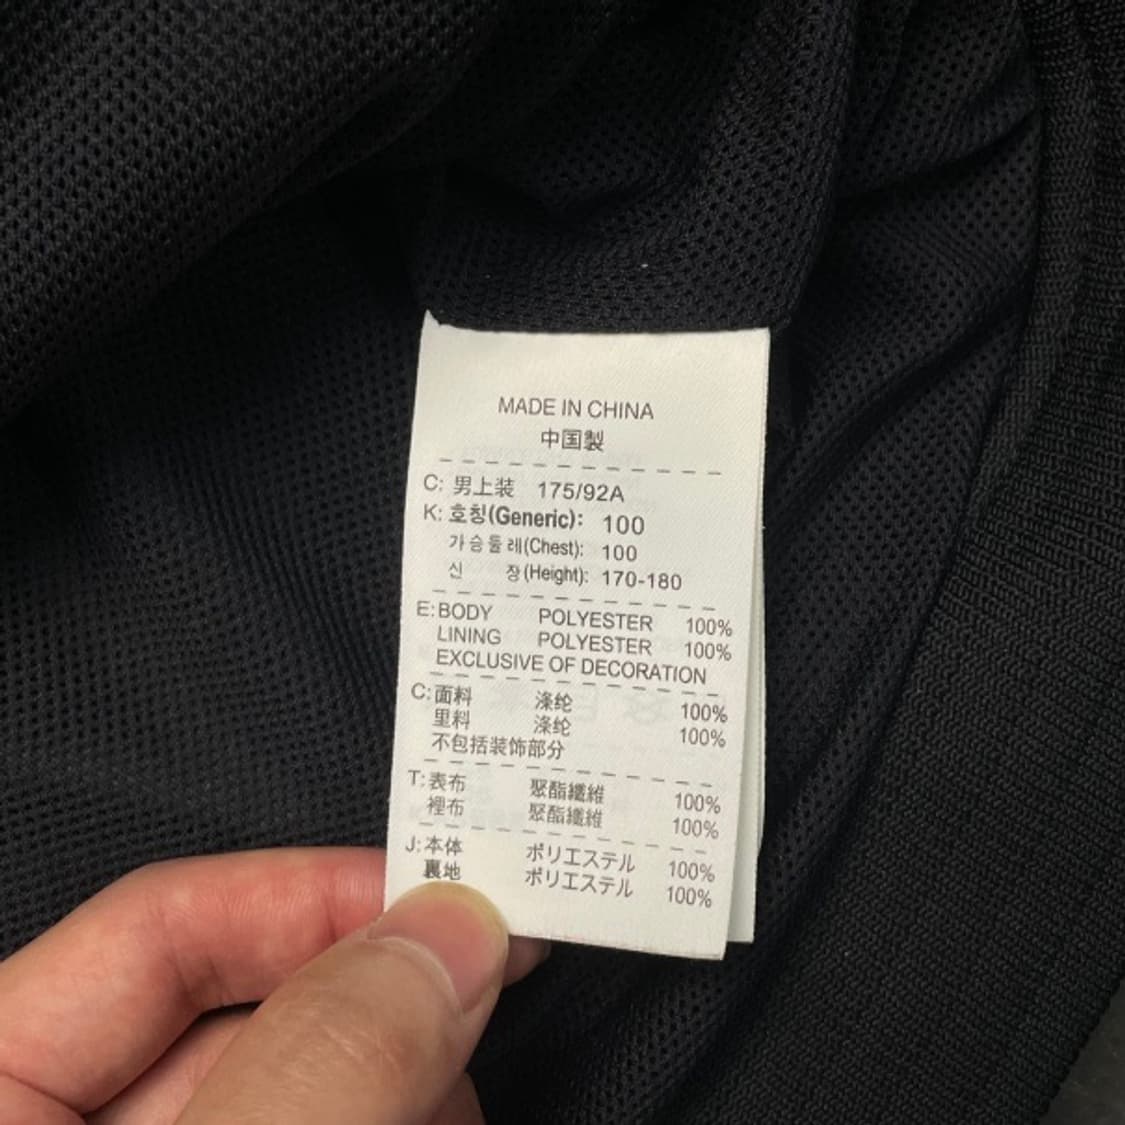 MADE IN CHINA
中国製
C: 男上装 175/92A
K: 호칭(Generic): 100
가슴둘레(Chest): 100
신 장(Height): 170-180
E: BODY POLYESTER 100%
LINING POLYESTER 100%
EXCLUSIVE OF DECORATION
C: 面料 涤纶 100%
里料 涤纶 100%
不包括装饰部分
T: 表布 聚酯纖維 100%
裡布 聚酯纖維 100%
J: 本体 ポリエステル 100%
裏地 ポリエステル 100%